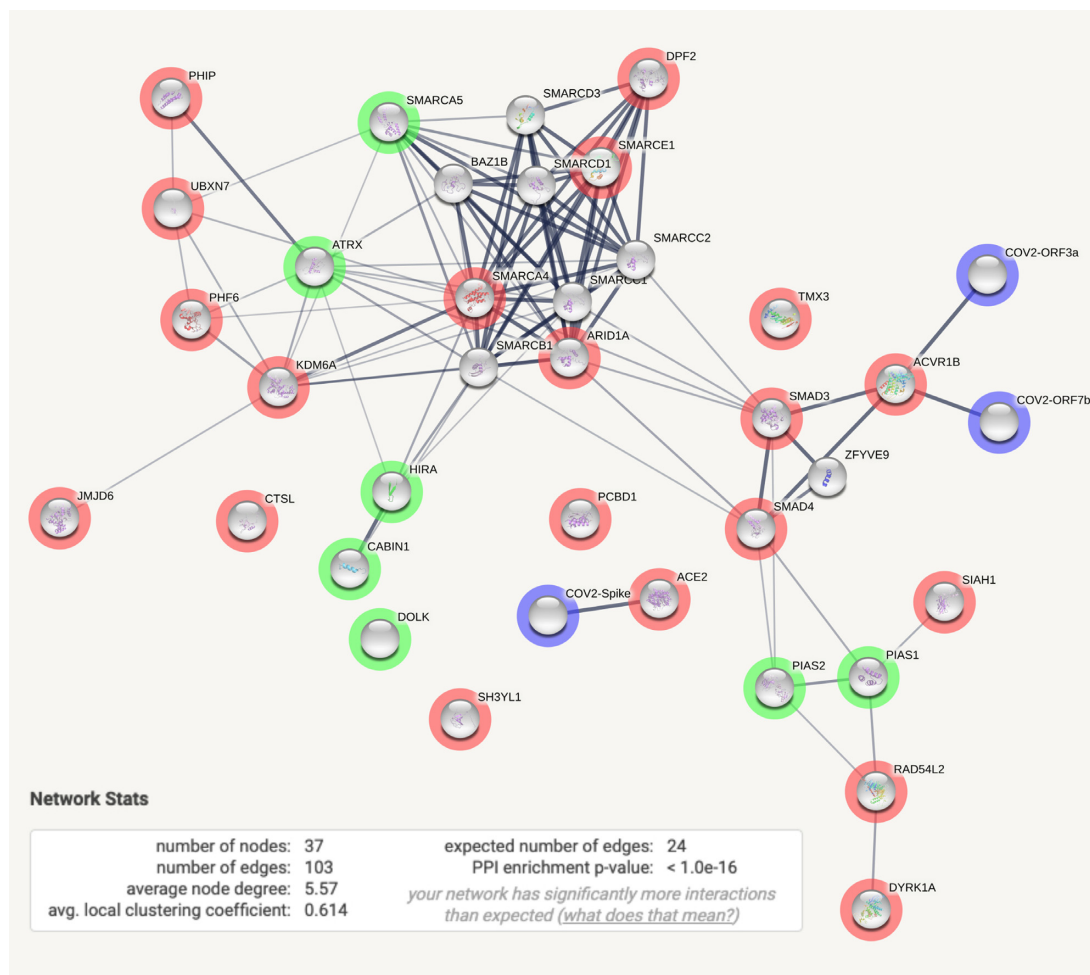 DPF2
PHIP
SMARCD3
SMARCA5
SMARCE1
BAZ1B
SMARCD1
UBXN7
SMARCC2
ATRX
COV2-ORF3a
SMARCA4
SMARCC1
TMX3
PHF6
ARID1A
SMARCB1
ACVR1B
KDM6A
SMAD3
COV2-ORF7b
ZFYVE9
HIRA
JMJD6
CTSL
PCBD1
SMAD4
CABIN1
ACE2
SIAH1
COV2-Spike
DOLK
PIAS1
PIAS2
SH3YL1
RAD54L2
Network Stats
number of nodes: 37
number of edges: 103
average node degree: 5.57
avg. local clustering coefficient: 0.614
expected number of edges: 24
PPI enrichment p-value: < 1.0e-16
your network has significantly more interactions
than expected (what does that mean?)
DYRK1A